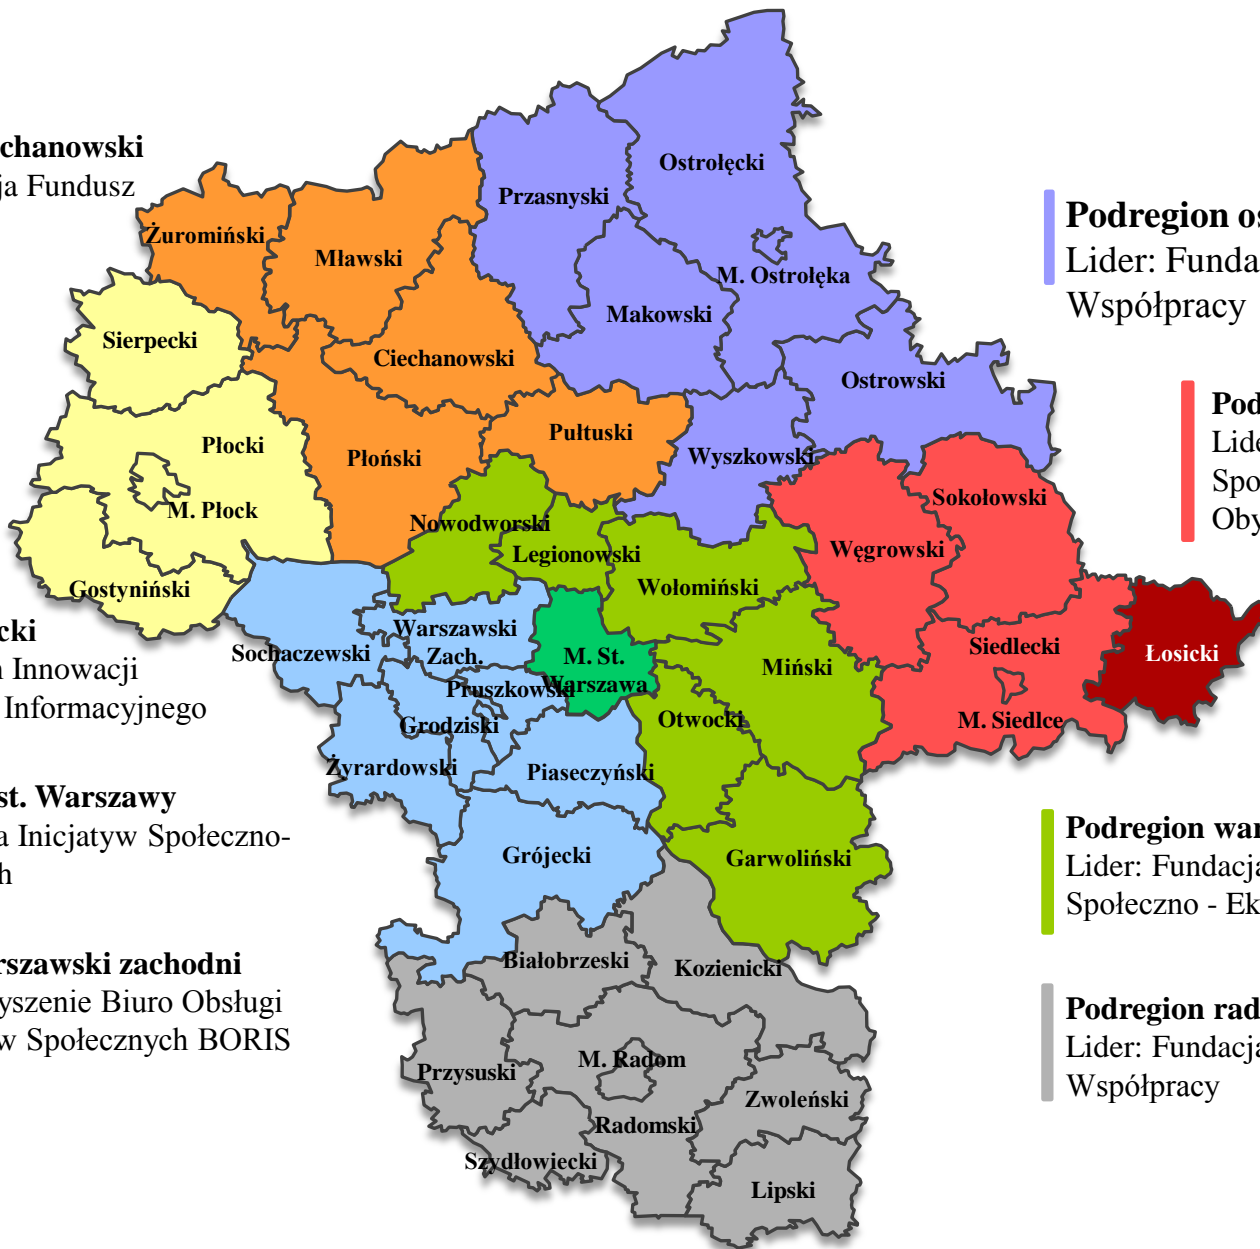 chanowski
ja Fundusz
cki
n Innowacji
Informacyjnego
st. Warszawy
a Inicjatyw Społeczno-
h
rszawski zachodni
yszenie Biuro Obsługi
w Społecznych BORIS
Ostrołęcki
Przasnyski
Żuromiński
Mławski
M. Ostrołęka
Makowski
Sierpecki
Ciechanowski
Ostrowski
Płocki
Pułtuski
Płoński
Wyszkowski
Sokołowski
M. Płock
Nowodworski
Legionowski
Węgrowski
Gostyniński
Wołomiński
Warszawski
Zach.
Sochaczewski
M. St.
Warszawa
Miński
Siedlecki
Łosicki
Pruszkowski
Grodziski
Otwocki
M. Siedlce
Żyrardowski
Piaseczyński
Grójecki
Garwoliński
Białobrzeski
Kozienicki
M. Radom
Przysuski
Zwoleński
Radomski
Szydłowiecki
Lipski
Podregion os
Lider: Funda
Współpracy
Pod
Lide
Spo
Oby
Podregion war
Lider: Fundacja
Społeczno - Ek
Podregion rad
Lider: Fundacja
Współpracy